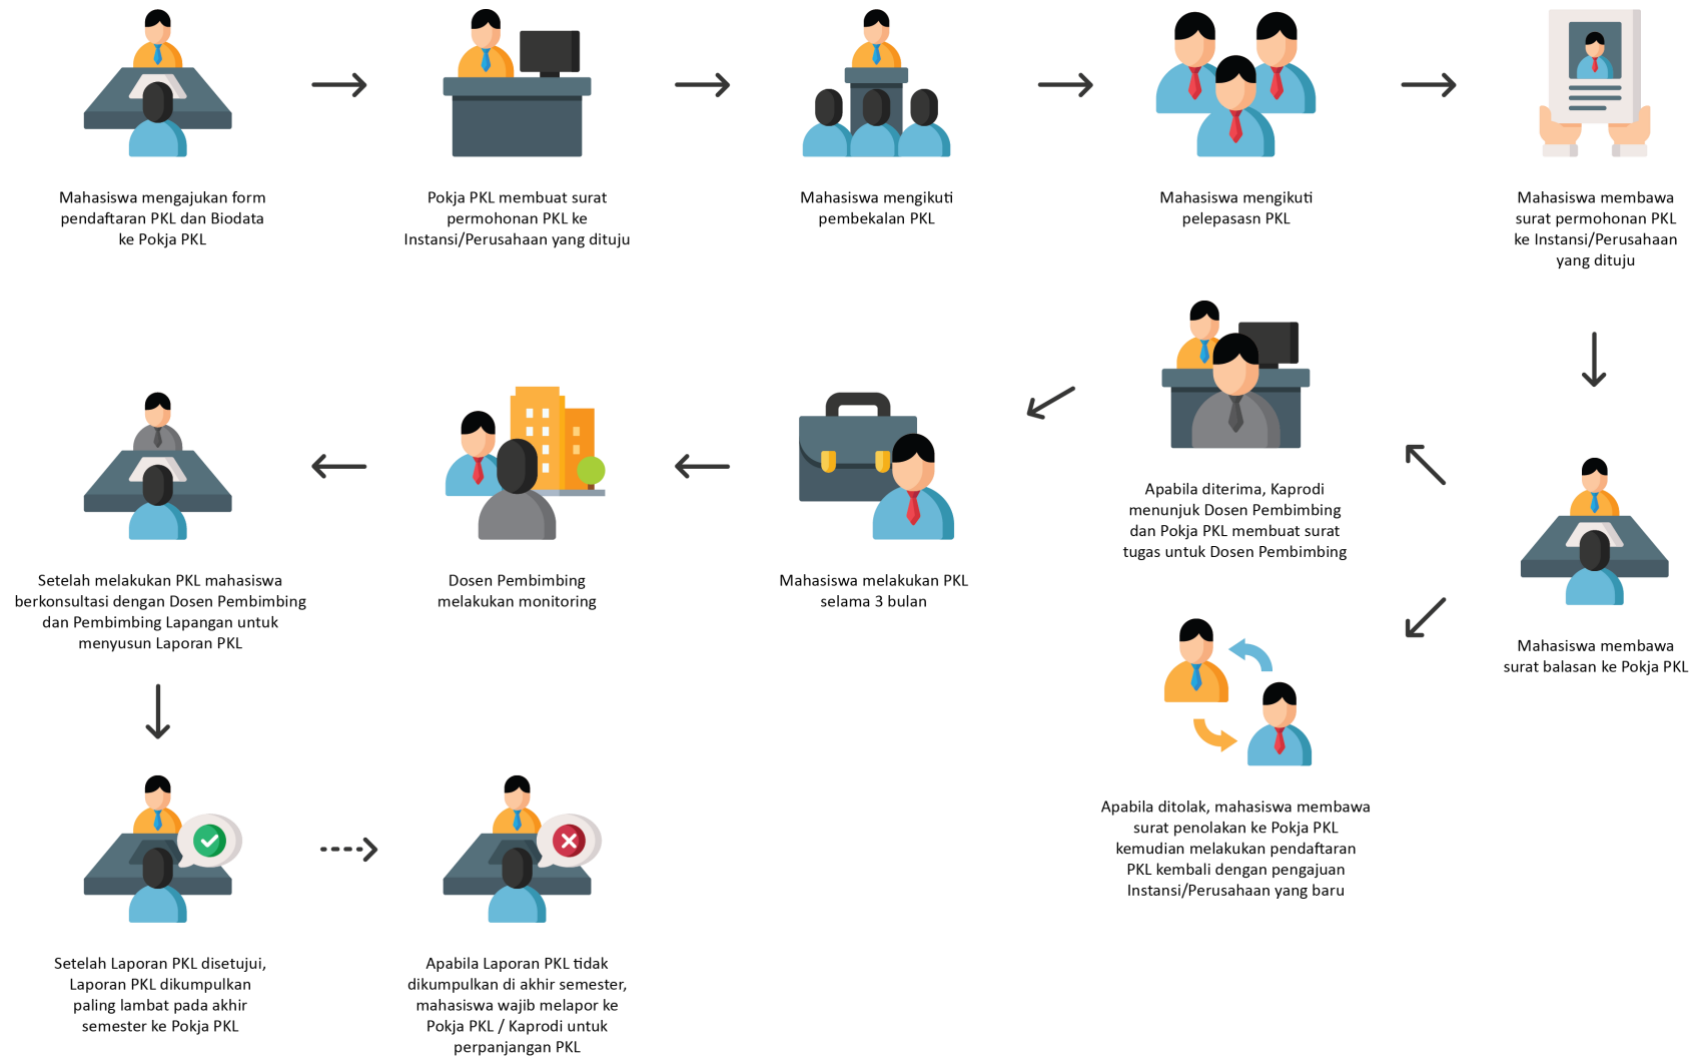 Mahasiswa mengajukan form
pendaftaran PKL dan Biodata
ke Pokja PKL
Pokja PKL membuat surat
permohonan PKL ke
Instansi/Perusahaan yang dituju
Mahasiswa mengikuti
pembekalan PKL
Mahasiswa mengikuti
pelepasasn PKL
Mahasiswa membawa
surat permohonan PKL
ke Instansi/Perusahaan
yang dituju
Mahasiswa membawa
surat balasan ke Pokja PKL
Apabila diterima, Kaprodi
menunjuk Dosen Pembimbing
dan Pokja PKL membuat surat
tugas untuk Dosen Pembimbing
Apabila ditolak, mahasiswa membawa
surat penolakan ke Pokja PKL
kemudian melakukan pendaftaran
PKL kembali dengan pengajuan
Instansi/Perusahaan yang baru
Mahasiswa melakukan PKL
selama 3 bulan
Dosen Pembimbing
melakukan monitoring
Setelah melakukan PKL mahasiswa
berkonsultasi dengan Dosen Pembimbing
dan Pembimbing Lapangan untuk
menyusun Laporan PKL
Setelah Laporan PKL disetujui,
Laporan PKL dikumpulkan
paling lambat pada akhir
semester ke Pokja PKL
Apabila Laporan PKL tidak
dikumpulkan di akhir semester,
mahasiswa wajib melapor ke
Pokja PKL / Kaprodi untuk
perpanjangan PKL